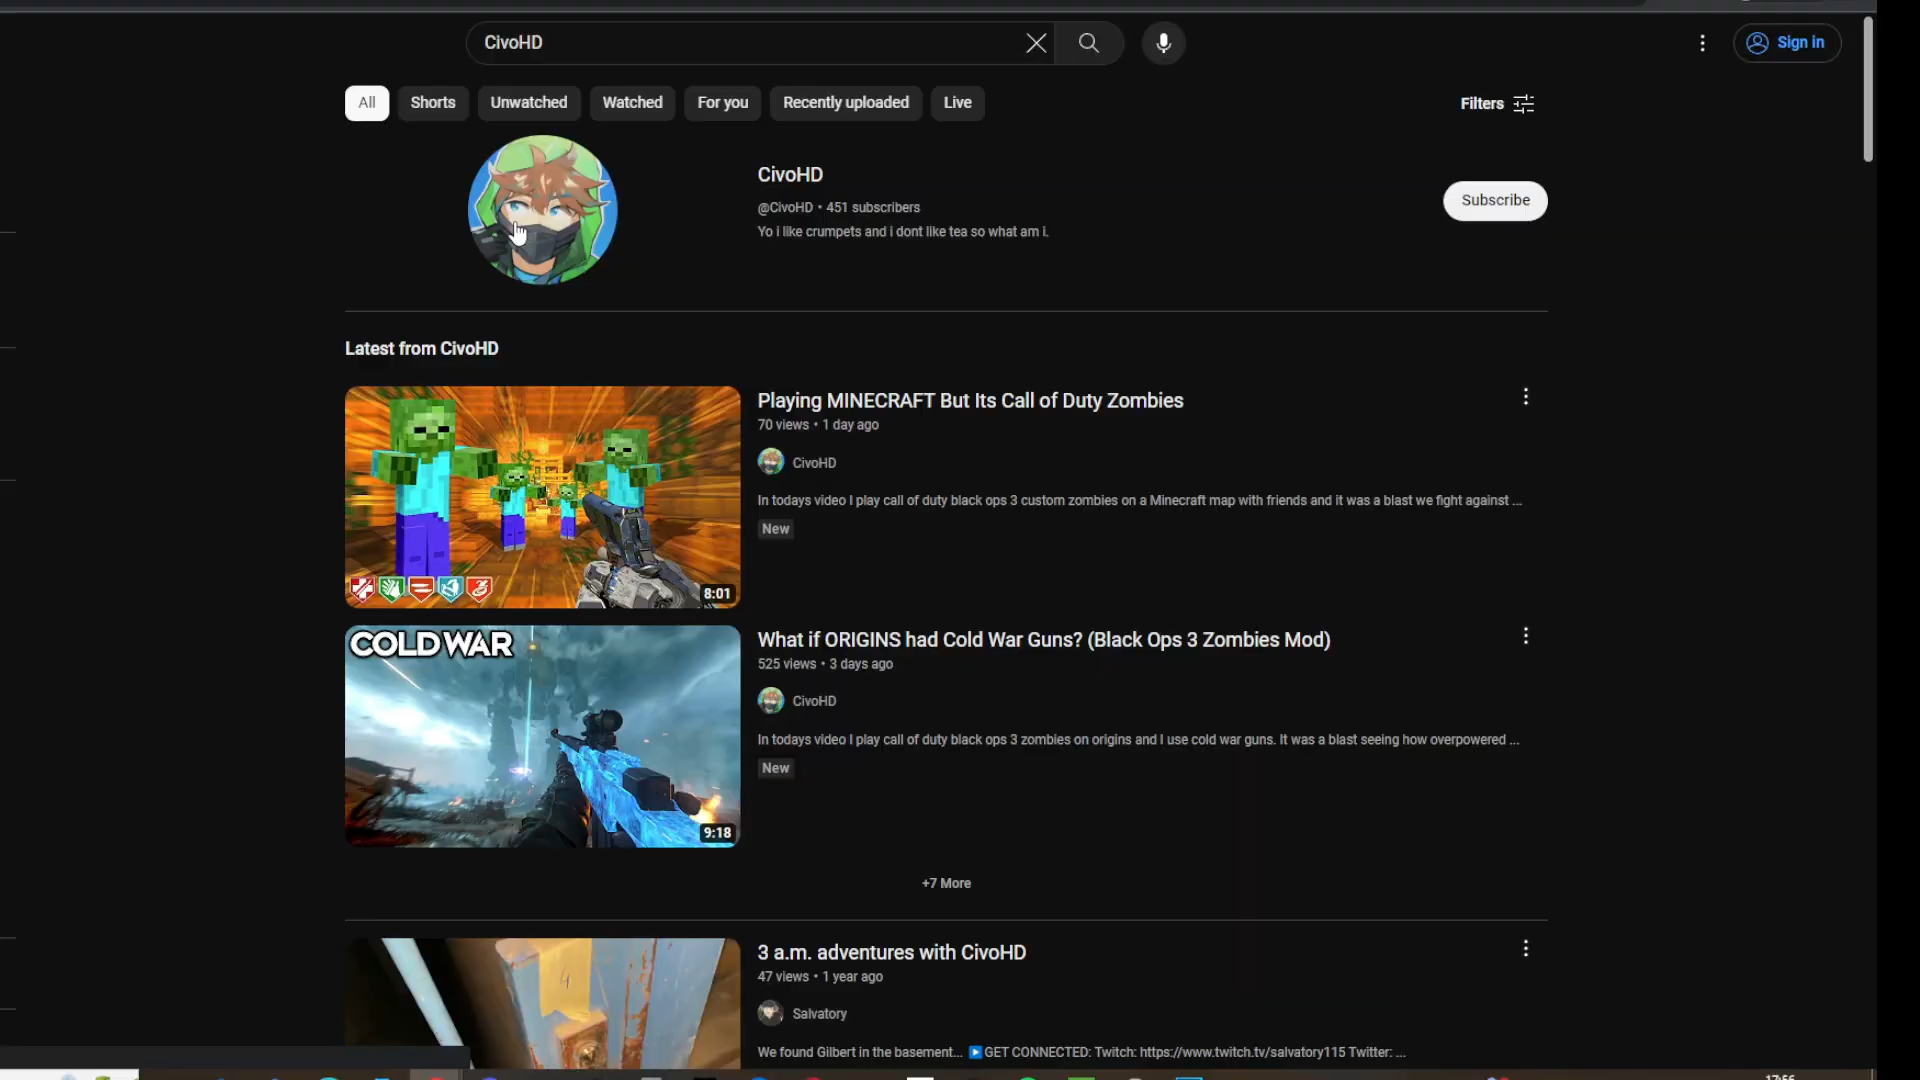 CivoHD
Sign in
All
Shorts
Unwatched
Watched
For you
Recently uploaded
Live
Filters
CivoHD
@CivoHD • 451 subscribers
Yo i like crumpets and i dont like tea so what am i.
Subscribe
Latest from CivoHD
Playing MINECRAFT But Its Call of Duty Zombies
70 views • 1 day ago
CivoHD
In todays video I play call of duty black ops 3 custom zombies on a Minecraft map with friends and it was a blast we fight against ...
New
8:01
COLD WAR
What if ORIGINS had Cold War Guns? (Black Ops 3 Zombies Mod)
525 views • 3 days ago
CivoHD
In todays video I play call of duty black ops 3 zombies on origins and I use cold war guns. It was a blast seeing how overpowered ...
New
9:18
+7 More
3 a.m. adventures with CivoHD
47 views • 1 year ago
Salvatory
We found Gilbert in the basement... ▶GET CONNECTED: Twitch: https://www.twitch.tv/salvatory115 Twitter: ...
4